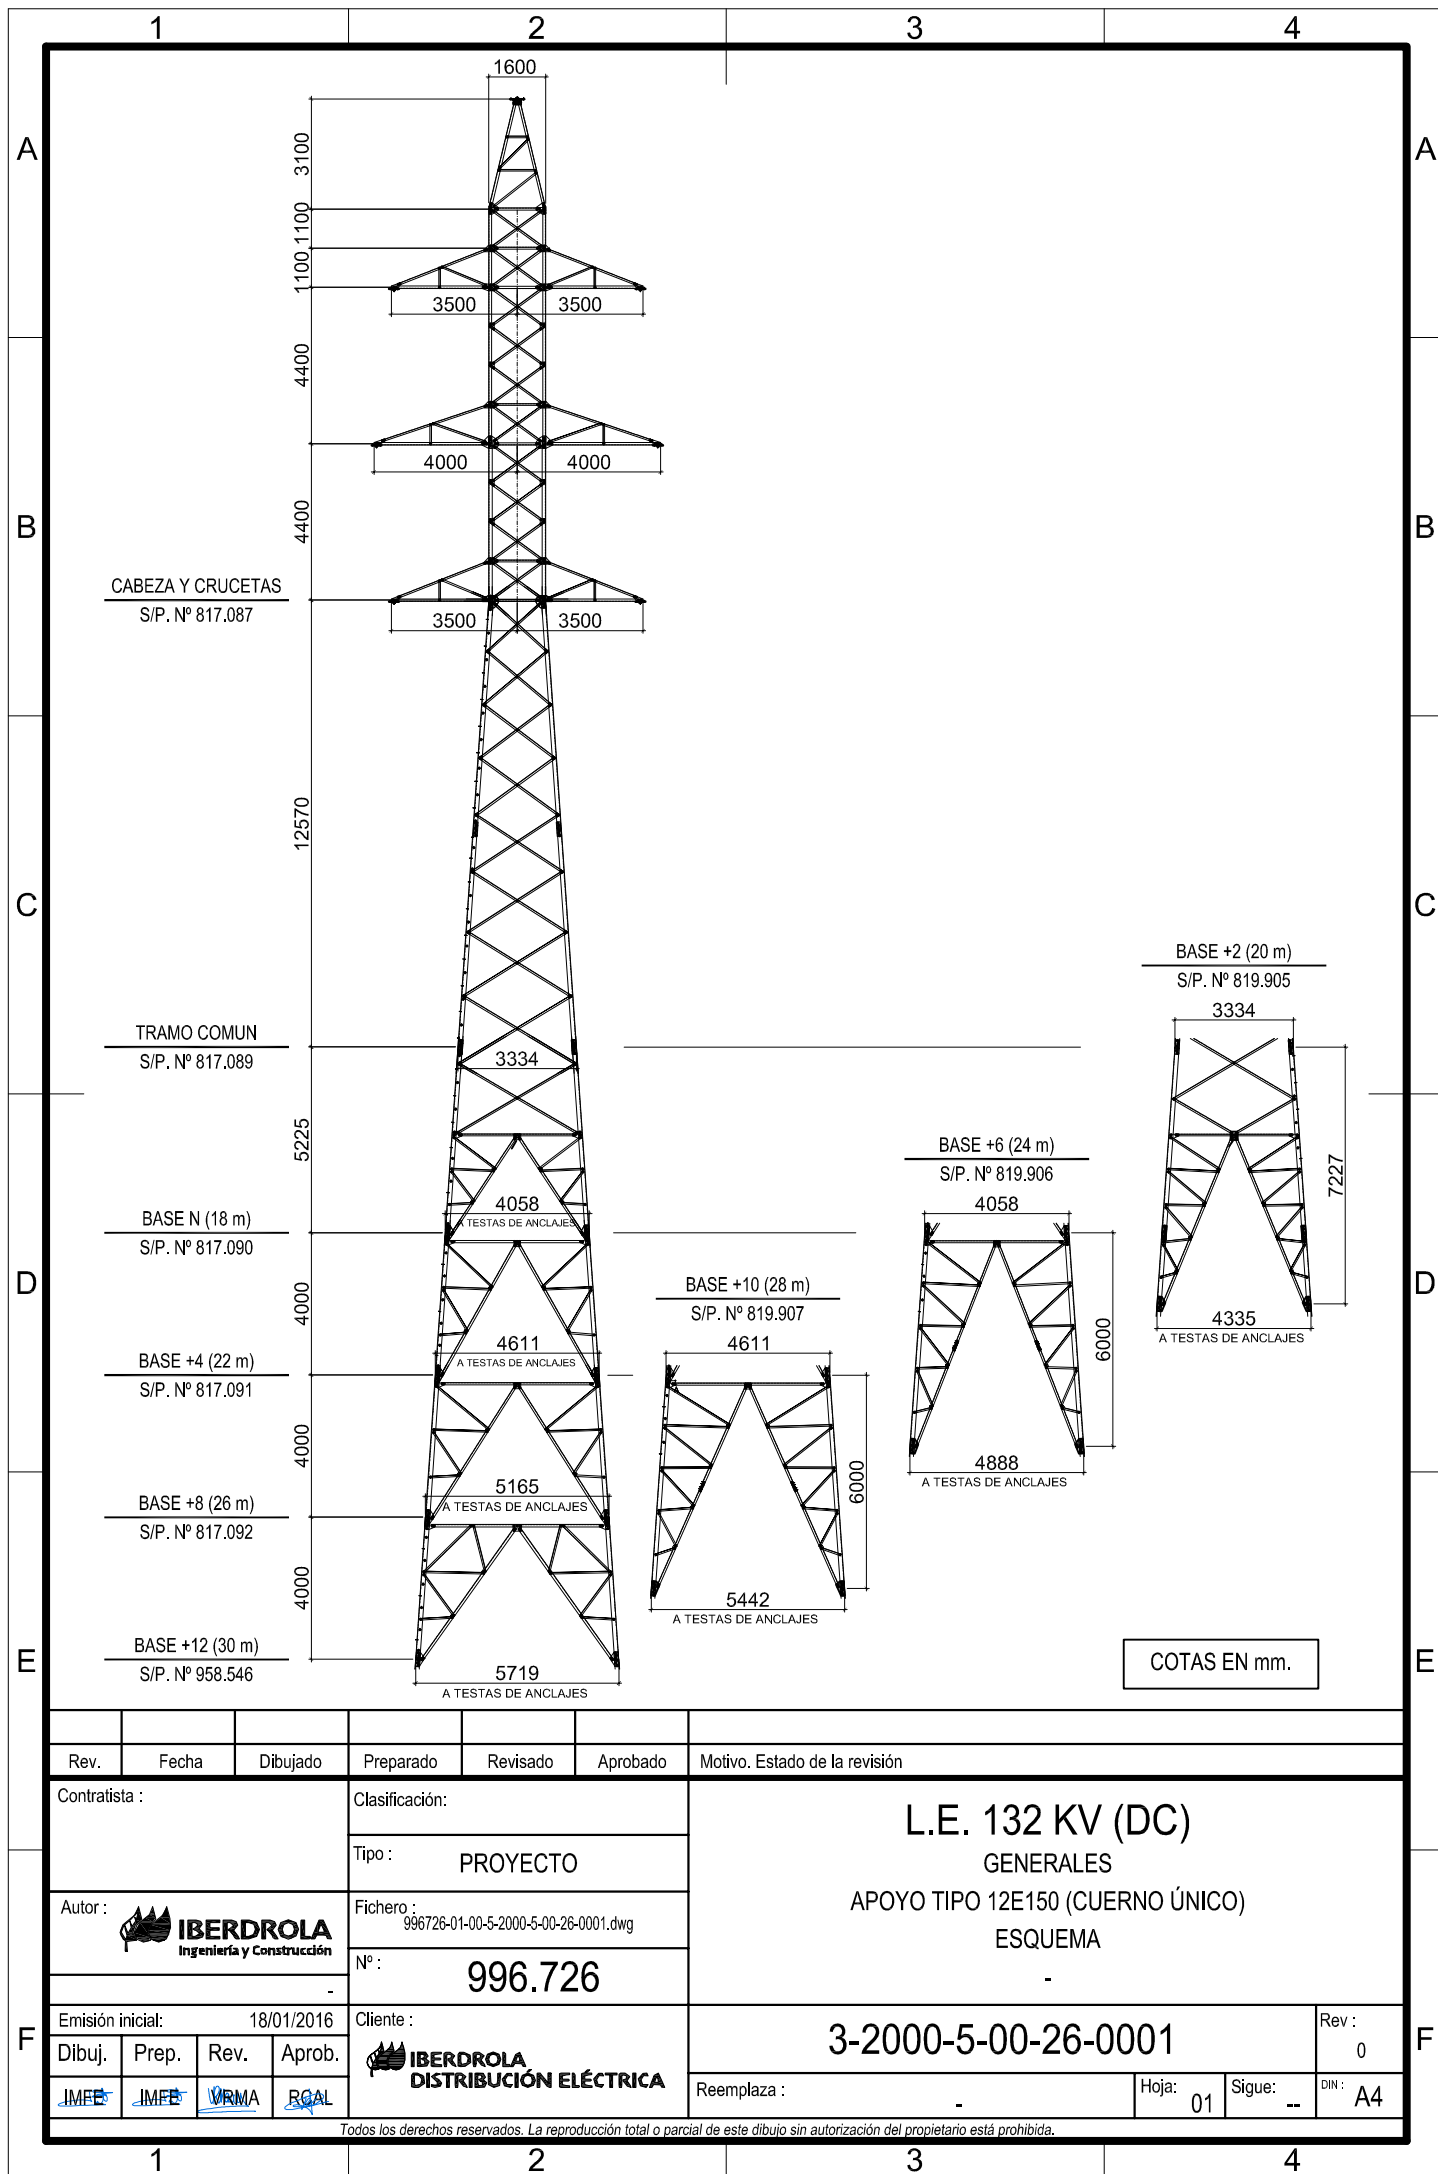 1 2 3 4
A A
B B
C C
D D
E E
F F
1600
3100
1100
1100
3500 3500
4400
4000 4000
4400
CABEZA Y CRUCETAS
S/P. Nº 817.087
3500 3500
12570
TRAMO COMUN
S/P. Nº 817.089
3334
5225
4058
A TESTAS DE ANCLAJES
BASE N (18 m)
S/P. Nº 817.090
4000
4611
A TESTAS DE ANCLAJES
BASE +4 (22 m)
S/P. Nº 817.091
4000
5165
A TESTAS DE ANCLAJES
BASE +8 (26 m)
S/P. Nº 817.092
4000
BASE +12 (30 m)
S/P. Nº 958.546
5719
A TESTAS DE ANCLAJES
BASE +10 (28 m)
S/P. Nº 819.907
4611
6000
5442
A TESTAS DE ANCLAJES
BASE +6 (24 m)
S/P. Nº 819.906
4058
6000
4888
A TESTAS DE ANCLAJES
BASE +2 (20 m)
S/P. Nº 819.905
3334
7227
4335
A TESTAS DE ANCLAJES
COTAS EN mm.
Rev. Fecha Dibujado Preparado Revisado Aprobado Motivo. Estado de la revisión
Contratista :
Clasificación:
Tipo : PROYECTO
Autor : IBERDROLA
Ingeniería y Construcción
-
Fichero :
996726-01-00-5-2000-5-00-26-0001.dwg
Nº : 996.726
L.E. 132 KV (DC)
GENERALES
APOYO TIPO 12E150 (CUERNO ÚNICO)
ESQUEMA
-
Emisión inicial: 18/01/2016
Dibuj. Prep. Rev. Aprob.
IMFE IMFE VRMA RCAL
Cliente :
IBERDROLA
DISTRIBUCIÓN ELÉCTRICA
3-2000-5-00-26-0001
Rev :
0
Reemplaza : -
Hoja: 01
Sigue: --
DIN : A4
Todos los derechos reservados. La reproducción total o parcial de este dibujo sin autorización del propietario está prohibida.
1 2 3 4